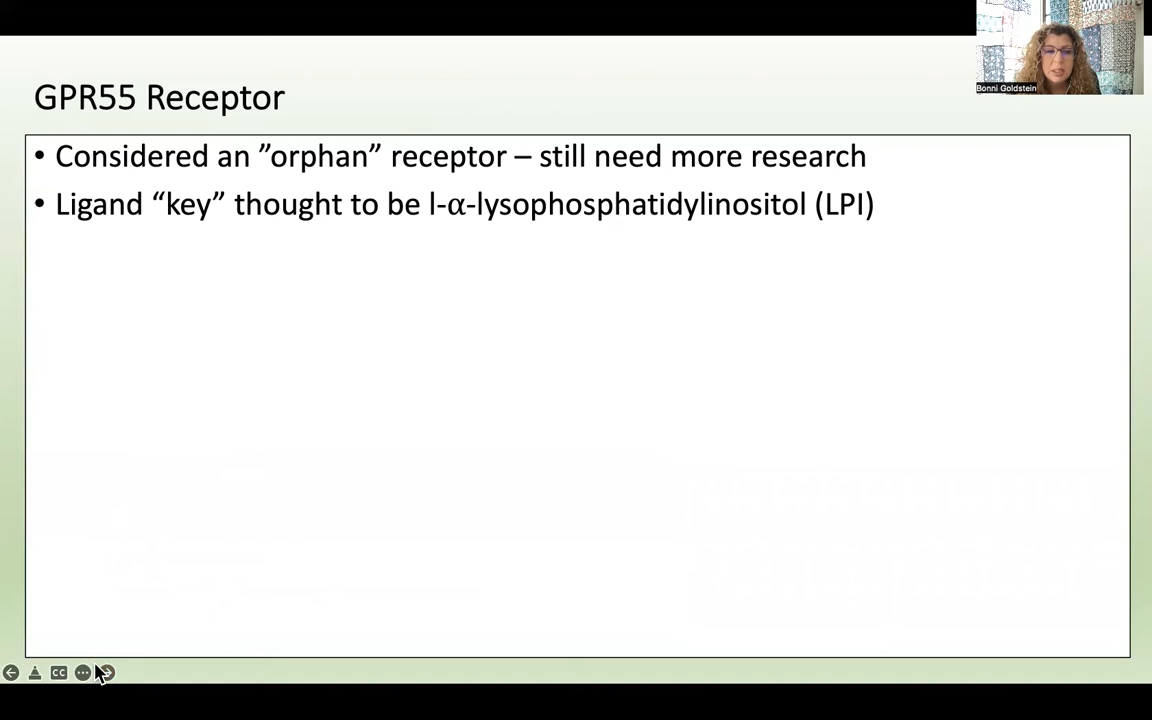 Bonni Goldstein
GPR55 Receptor
• Considered an ”orphan” receptor – still need more research
• Ligand “key” thought to be l-α-lysophosphatidylinositol (LPI)
CC